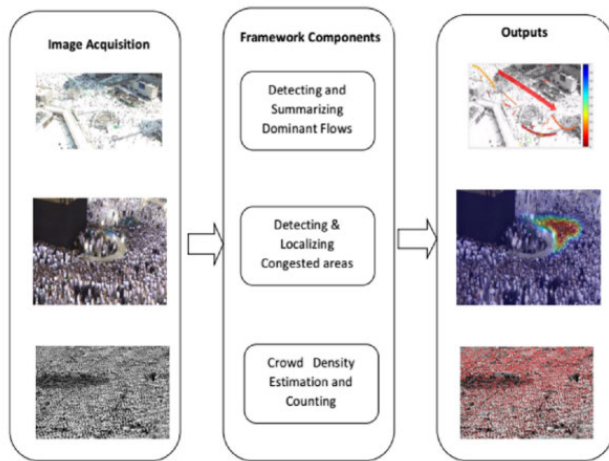 Image Acquisition
Framework Components
Outputs
Detecting and
Summarizing
Dominant Flows
Detecting &
Localizing
Congested areas
Crowd Density
Estimation and
Counting